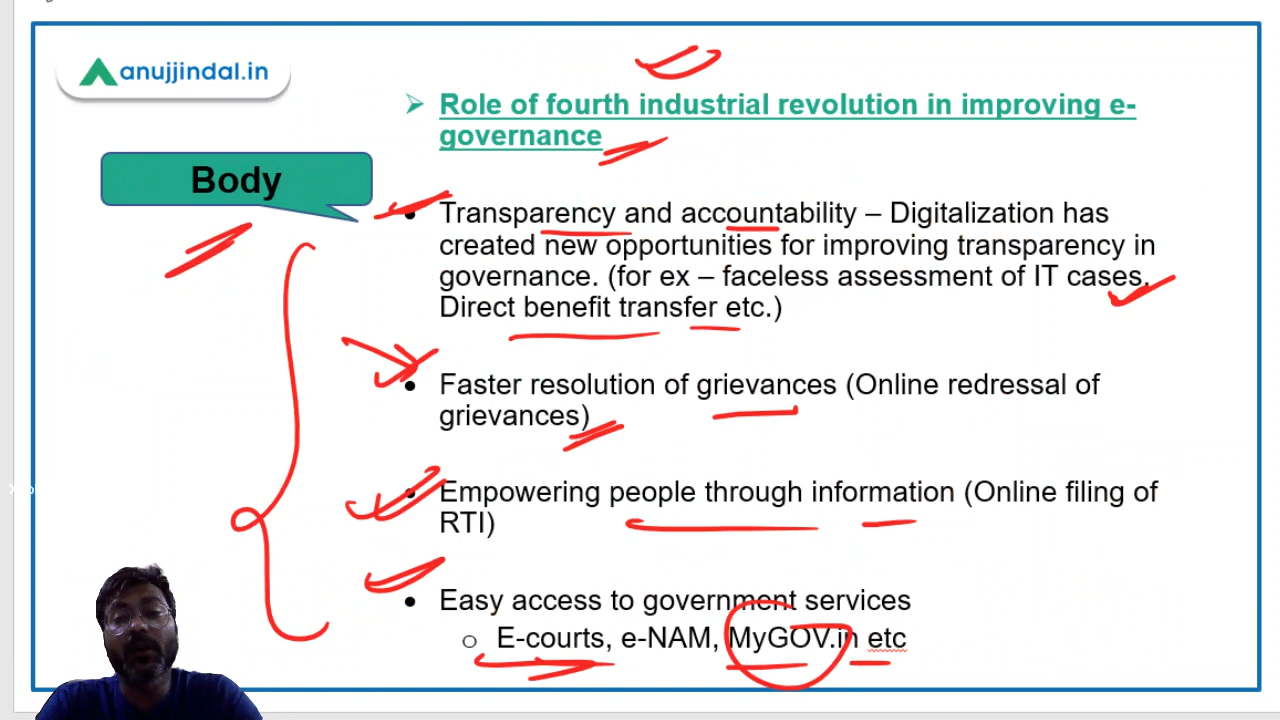 anujjindal.in
➢ Role of fourth industrial revolution in improving e-
governance
Body
• Transparency and accountability – Digitalization has
created new opportunities for improving transparency in
governance. (for ex – faceless assessment of IT cases,
Direct benefit transfer etc.)
• Faster resolution of grievances (Online redressal of
grievances)
• Empowering people through information (Online filing of
RTI)
• Easy access to government services
o E-courts, e-NAM, MyGOV.in etc